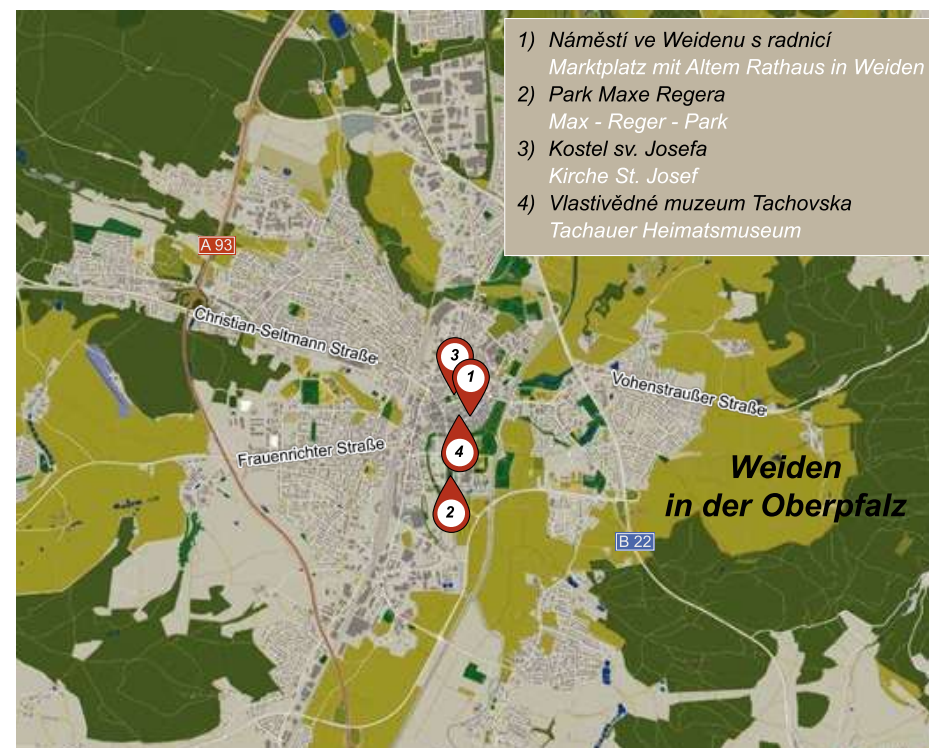 1) Náměstí ve Weidenu s radnicí
Marktplatz mit Altem Rathaus in Weiden
2) Park Maxe Regera
Max - Reger - Park
3) Kostel sv. Josefa
Kirche St. Josef
4) Vlastivědné muzeum Tachovska
Tachauer Heimatsmuseum
A 93
Christian-Seltmann Straße
3
1
Vohenstraußer Straße
Frauenrichter Straße
4
Weiden
in der Oberpfalz
2
B 22